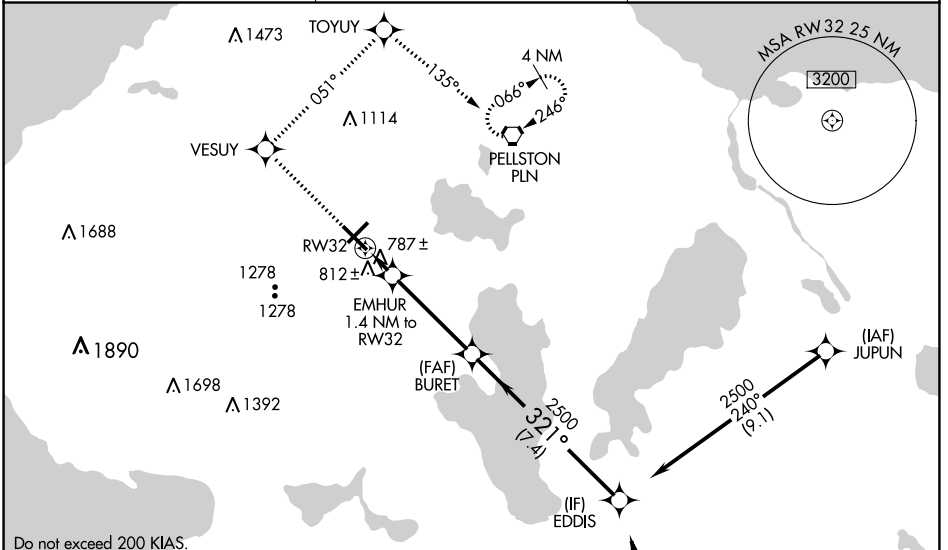 1473
TOYUY
051°
135°
4 NM
066°
246°
1114
PELLSTON
PLN
MSA RW32 25 NM
3200
VESUY
1688
RW32
787 ±
812 ±
1278
1278
EMHUR
1.4 NM to
RW32
1890
(FAF)
BURET
1698
1392
2500
321°
(7.4)
(IAF)
JUPUN
2500
240°
(9.1)
(IF)
EDDIS
Do not exceed 200 KIAS.